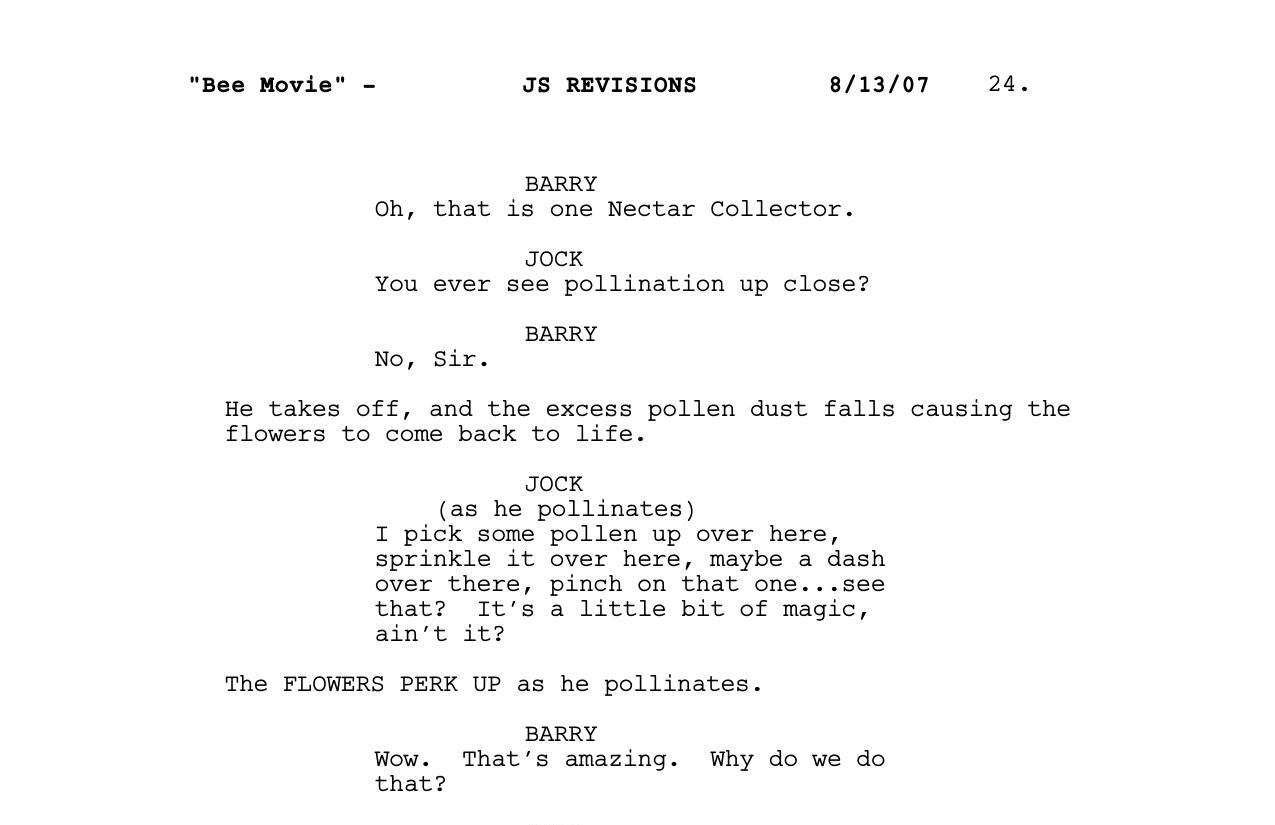 "Bee Movie" - JS REVISIONS 8/13/07 24.
BARRY
Oh, that is one Nectar Collector.
JOCK
You ever see pollination up close?
BARRY
No, Sir.
He takes off, and the excess pollen dust falls causing the
flowers to come back to life.
JOCK
(as he pollinates)
I pick some pollen up over here,
sprinkle it over here, maybe a dash
over there, pinch on that one...see
that?  It's a little bit of magic,
ain't it?
The FLOWERS PERK UP as he pollinates.
BARRY
Wow.  That's amazing.  Why do we do
that?